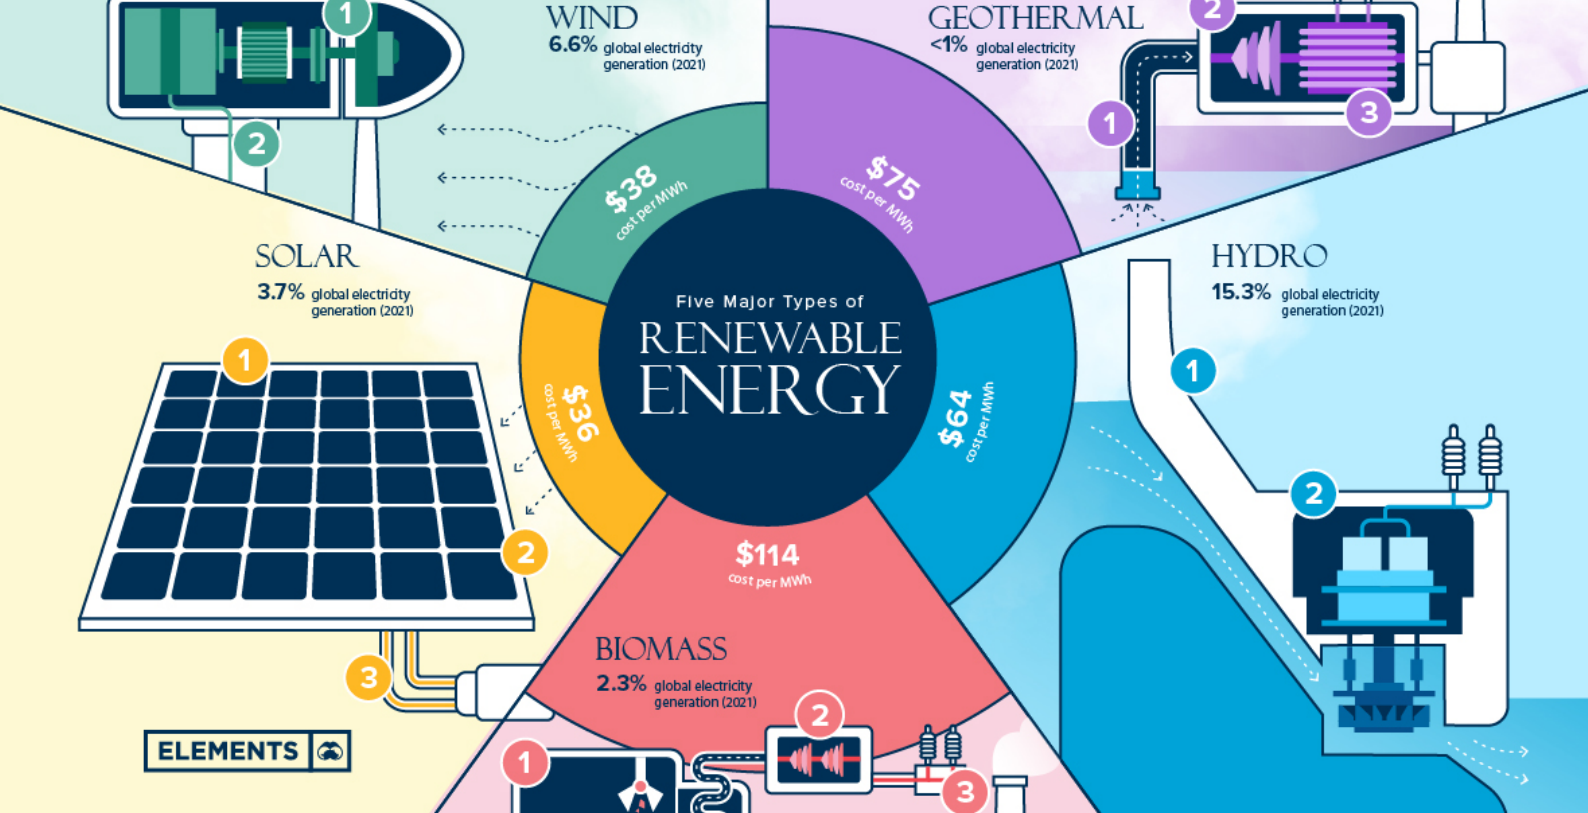 WIND
6.6% global electricity
generation (2021)
1
2
$38
cost per MWh
GEOTHERMAL
<1% global electricity
generation (2021)
2
1
3
$75
cost per MWh
SOLAR
3.7% global electricity
generation (2021)
1
2
3
$36
cost per MWh
Five Major Types of
RENEWABLE
ENERGY
HYDRO
15.3% global electricity
generation (2021)
1
2
$64
cost per MWh
$114
cost per MWh
BIOMASS
2.3% global electricity
generation (2021)
1
2
3
ELEMENTS